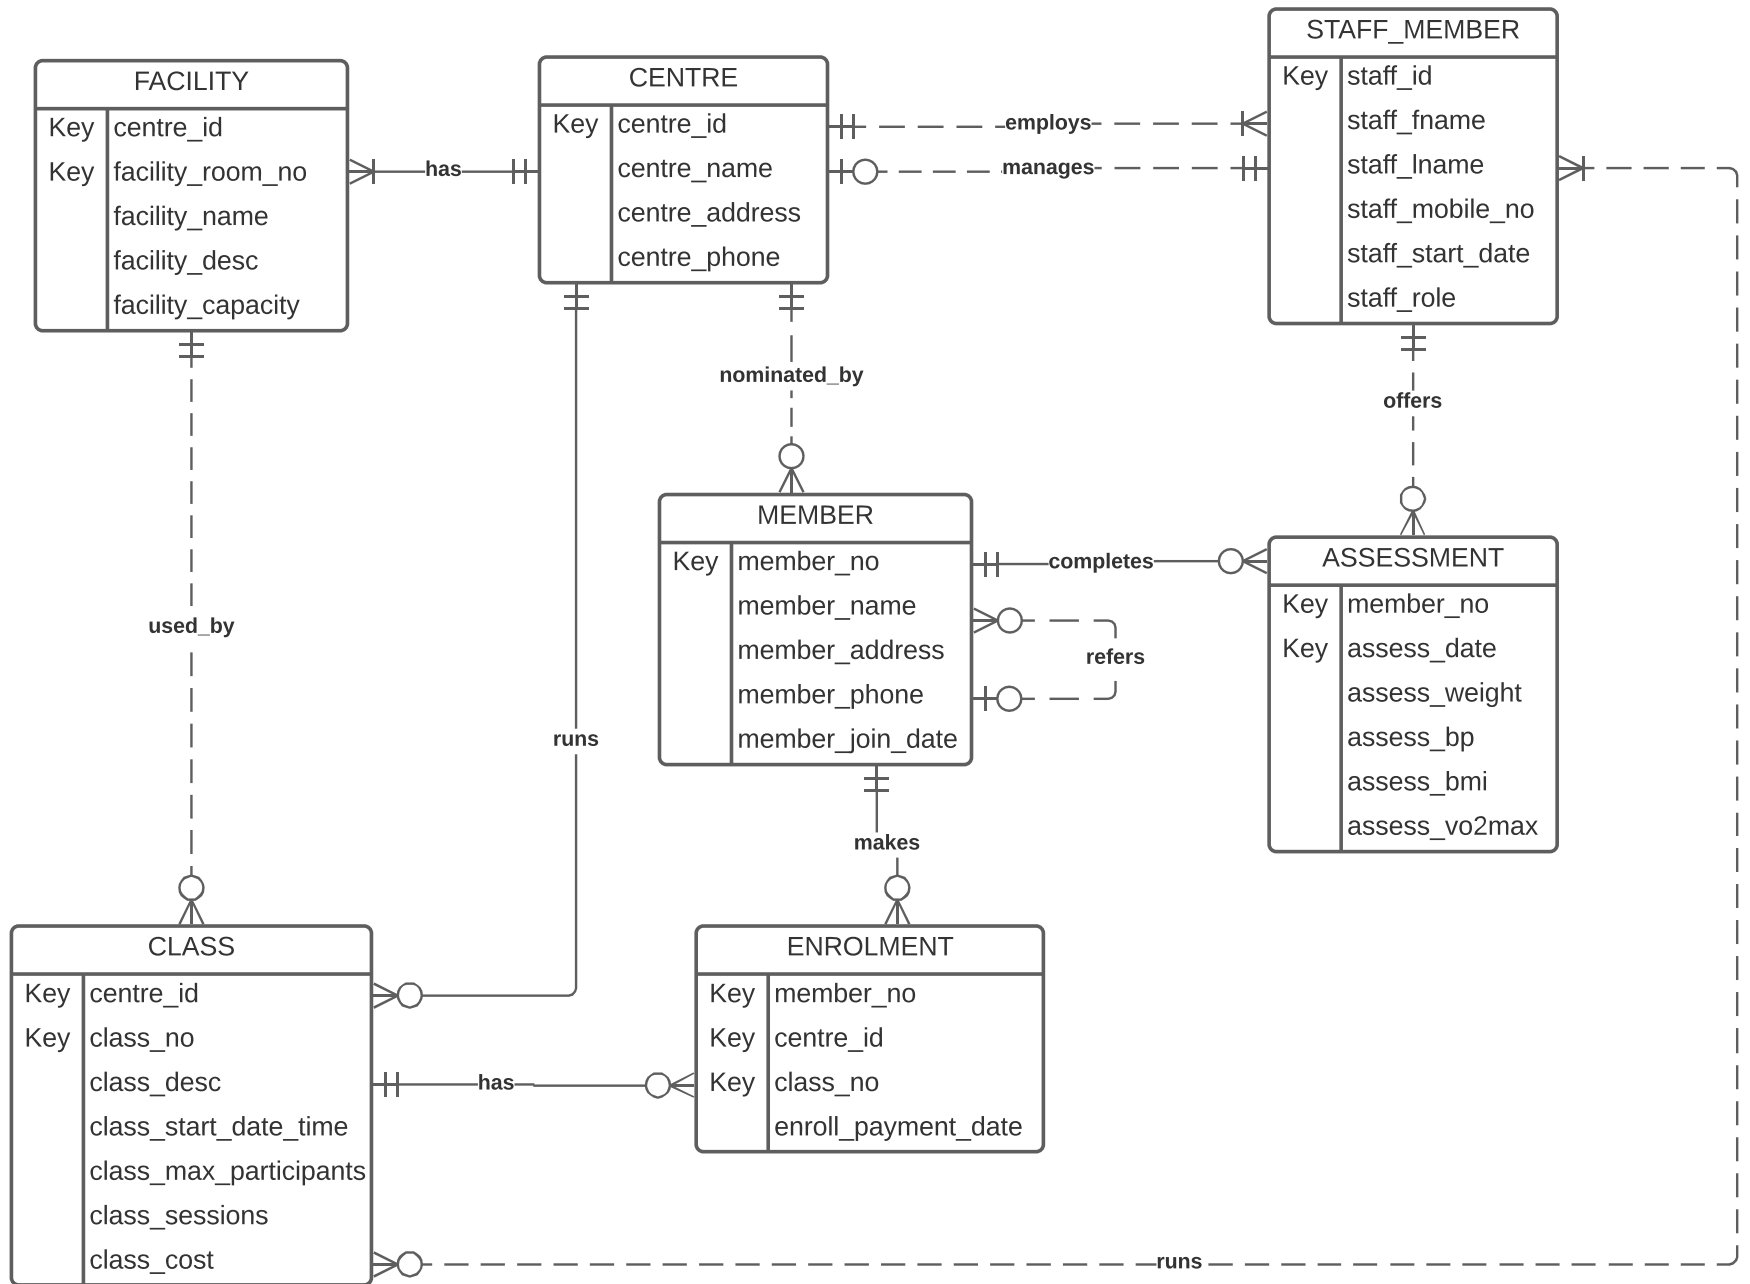 FACILITY
Key centre_id
Key facility_room_no
facility_name
facility_desc
facility_capacity
has
CENTRE
Key centre_id
centre_name
centre_address
centre_phone
employs
manages
STAFF_MEMBER
Key staff_id
staff_fname
staff_lname
staff_mobile_no
staff_start_date
staff_role
nominated_by
offers
used_by
runs
MEMBER
Key member_no
member_name
member_address
member_phone
member_join_date
completes
refers
ASSESSMENT
Key member_no
Key assess_date
assess_weight
assess_bp
assess_bmi
assess_vo2max
makes
CLASS
Key centre_id
Key class_no
class_desc
class_start_date_time
class_max_participants
class_sessions
class_cost
has
ENROLMENT
Key member_no
Key centre_id
Key class_no
enroll_payment_date
runs